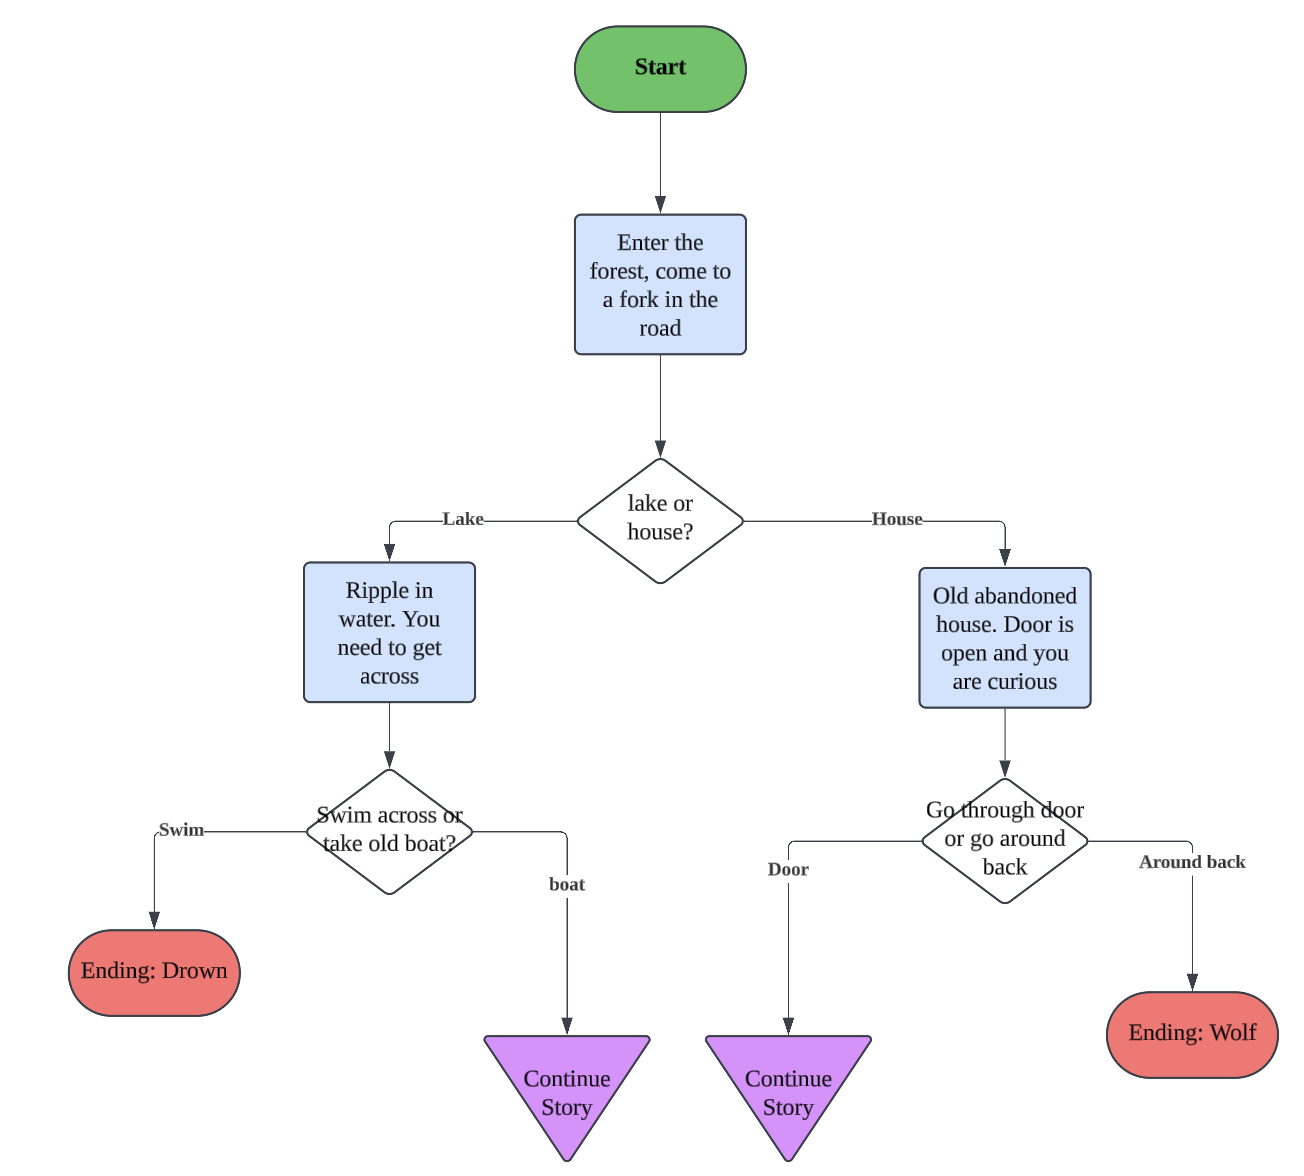 Start
Enter the
forest, come to
a fork in the
road
lake or
house?
Lake
House
Ripple in
water. You
need to get
across
Old abandoned
house. Door is
open and you
are curious
Swim across or
take old boat?
Go through door
or go around
back
Swim
boat
Door
Around back
Ending: Drown
Ending: Wolf
Continue
Story
Continue
Story